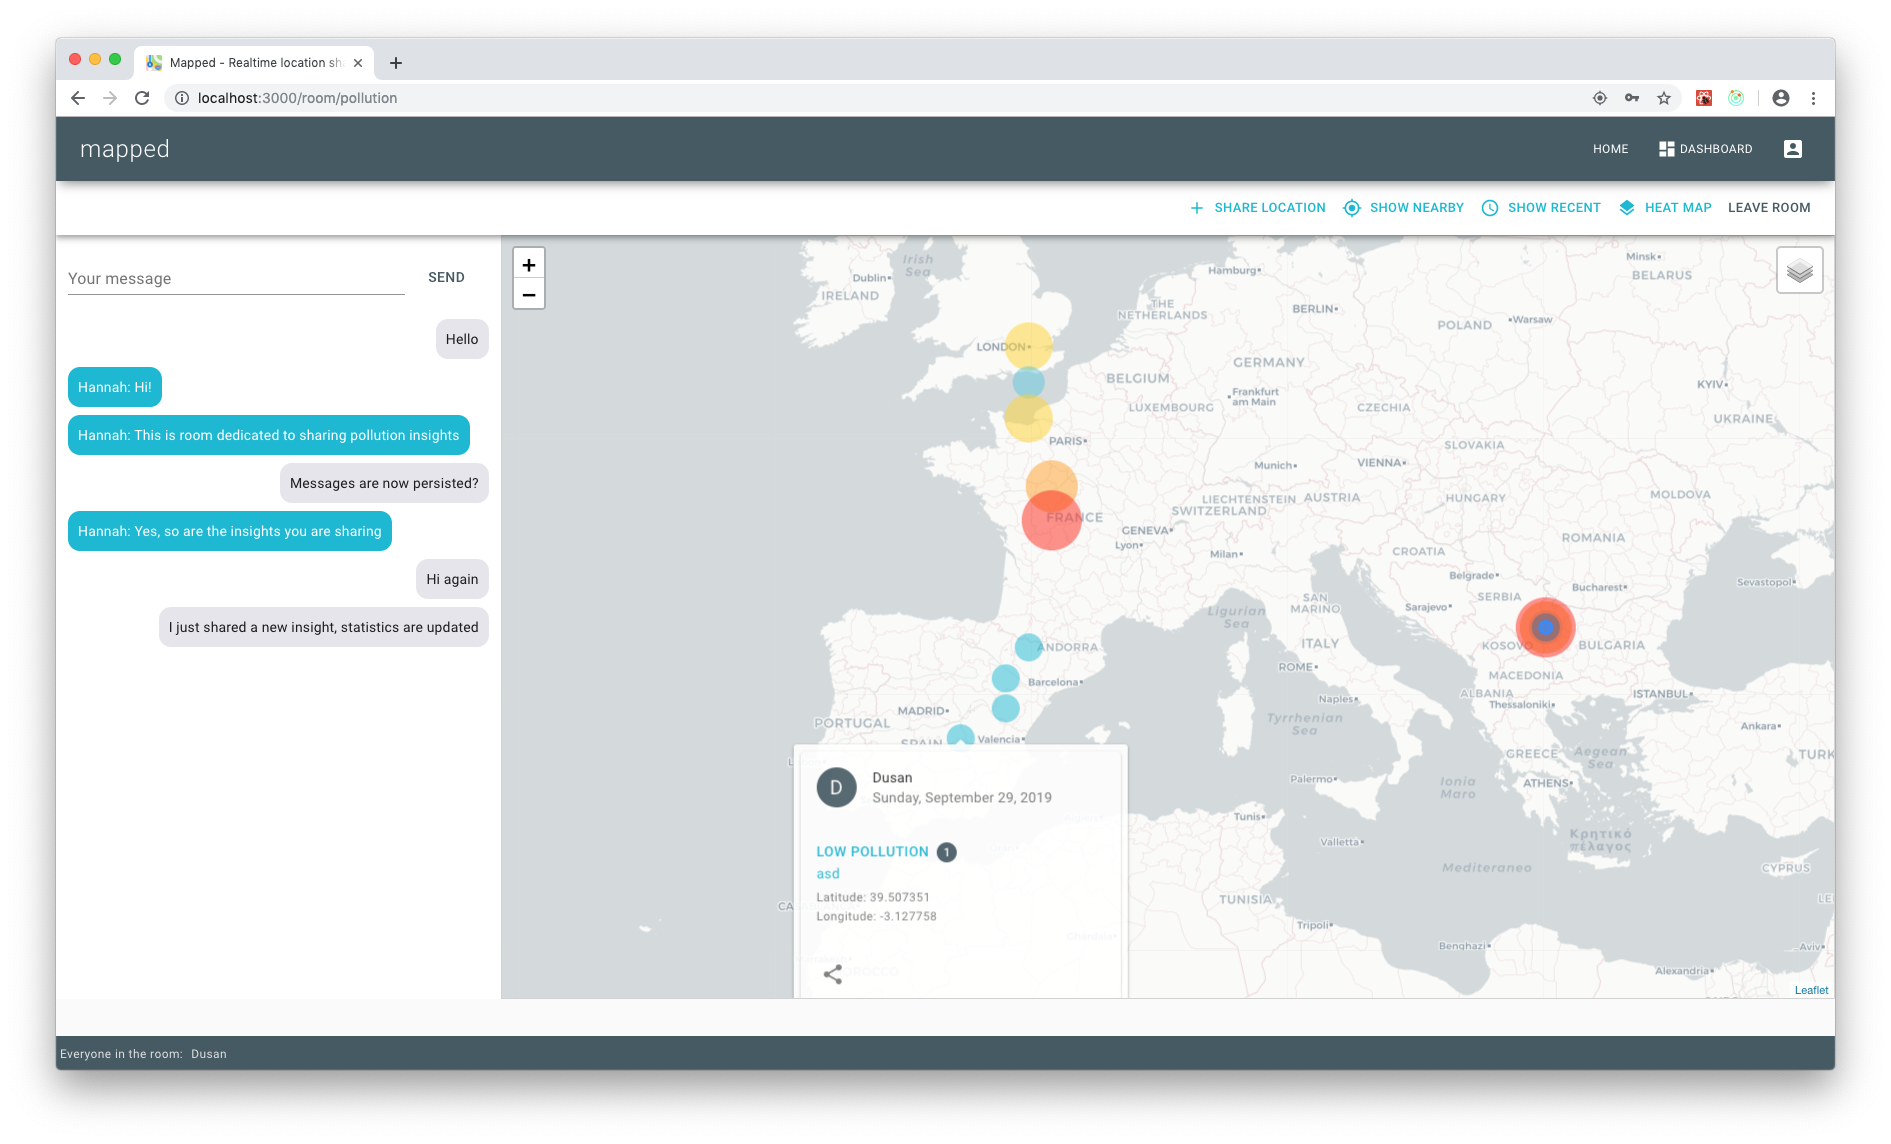 Mapped - Realtime location sh
localhost:3000/room/pollution
mapped
HOME
DASHBOARD
SHARE LOCATION
SHOW NEARBY
SHOW RECENT
HEAT MAP
LEAVE ROOM
Your message
SEND
Hello
Hannah: Hi!
Hannah: This is room dedicated to sharing pollution insights
Messages are now persisted?
Hannah: Yes, so are the insights you are sharing
Hi again
I just shared a new insight, statistics are updated
+
−
Irish
Sea
Dublin
IRELAND
Hamburg
THE
NETHERLANDS
BERLIN
Minsk
BELARUS
POLAND
Warsaw
LONDON
GERMANY
BELGIUM
Frankfurt
am Main
LUXEMBOURG
CZECHIA
KYIV
UKRAINE
PARIS
SLOVAKIA
Munich
VIENNA
LIECHTENSTEIN
AUSTRIA
HUNGARY
MOLDOVA
SWITZERLAND
FRANCE
GENEVA
Lyon
Milan
CROATIA
ROMANIA
Belgrade
SERBIA
Bucharest
Sevastopol
SAN
MARINO
Sarajevo
Ligurian
Sea
ITALY
KOSOVO
BULGARIA
ANDORRA
ROME
MACEDONIA
Barcelona
ALBANIA
ISTANBUL
Naples
Thessaloniki
MADRID
PORTUGAL
Tyrrhenian
Sea
Ankara
SPAIN
Valencia
GREECE
Aegean
Sea
TURK
Palermo
Ionia
Maro
ATHENS
Tunis
Valletta
Κρητικό
πέλαγος
Mediteraneo
CYPRUS
TUNISIA
LE
Tripoli
Benghazi
Aviv
Alexandria
CA
Ghardaia
MOROCCO
D
Dusan
Sunday, September 29, 2019
LOW POLLUTION 1
asd
Latitude: 39.507351
Longitude: -3.127758
Leaflet
Everyone in the room: Dusan